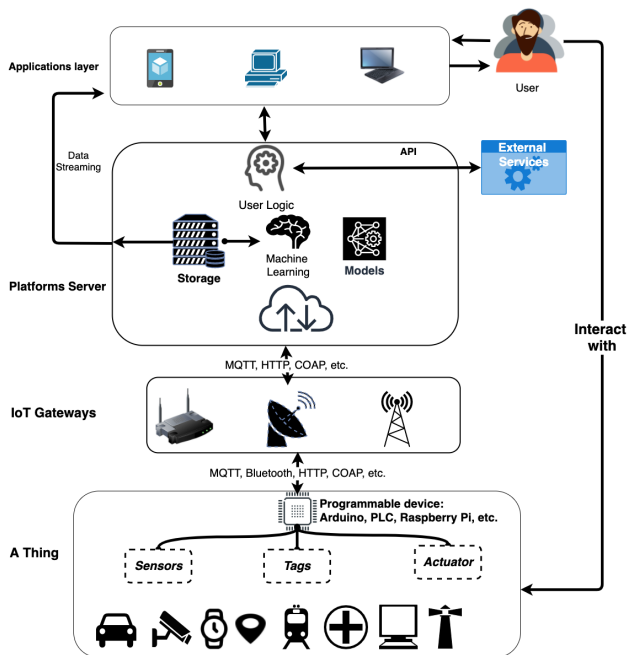 Applications layer
User
Data
Streaming
API
External
Services
User Logic
Storage
Machine
Learning
Models
Platforms Server
Interact
with
MQTT, HTTP, COAP, etc.
IoT Gateways
MQTT, Bluetooth, HTTP, COAP, etc.
Programmable device:
Arduino, PLC, Raspberry Pi, etc.
A Thing
Sensors
Tags
Actuator